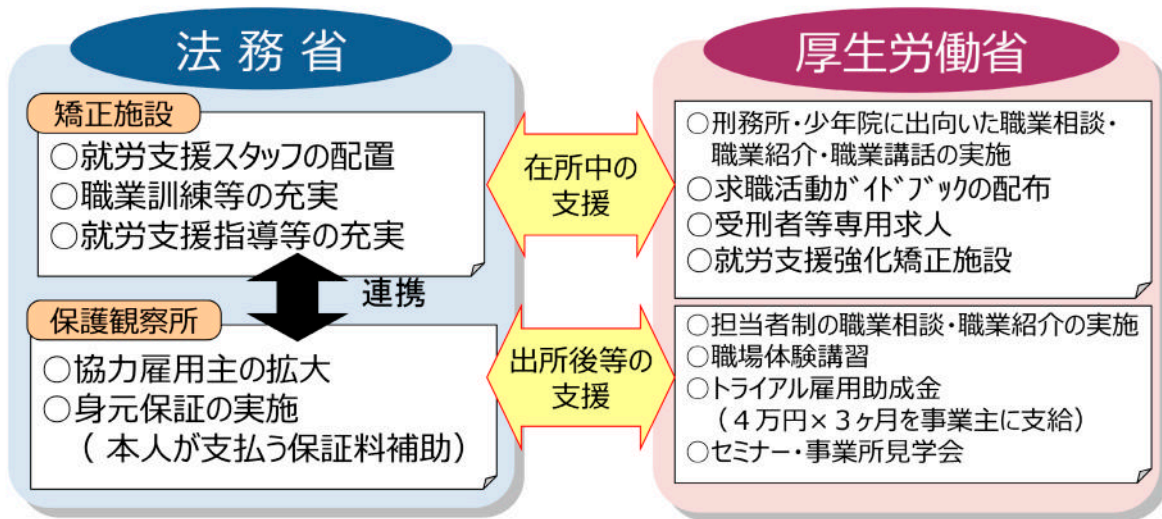 法務省
矯正施設
○就労支援スタッフの配置
○職業訓練等の充実
○就労支援指導等の充実
連携
保護観察所
○協力雇用主の拡大
○身元保証の実施
（ 本人が支払う保証料補助）
在所中の
支援
出所後等の
支援
厚生労働省
○刑務所・少年院に出向いた職業相談・
職業紹介・職業講話の実施
○求職活動ｶﾞｲﾄﾞﾌﾞｯｸの配布
○受刑者等専用求人
○就労支援強化矯正施設
○担当者制の職業相談・職業紹介の実施
○職場体験講習
○トライアル雇用助成金
（４万円×３ヶ月を事業主に支給）
○セミナー・事業所見学会